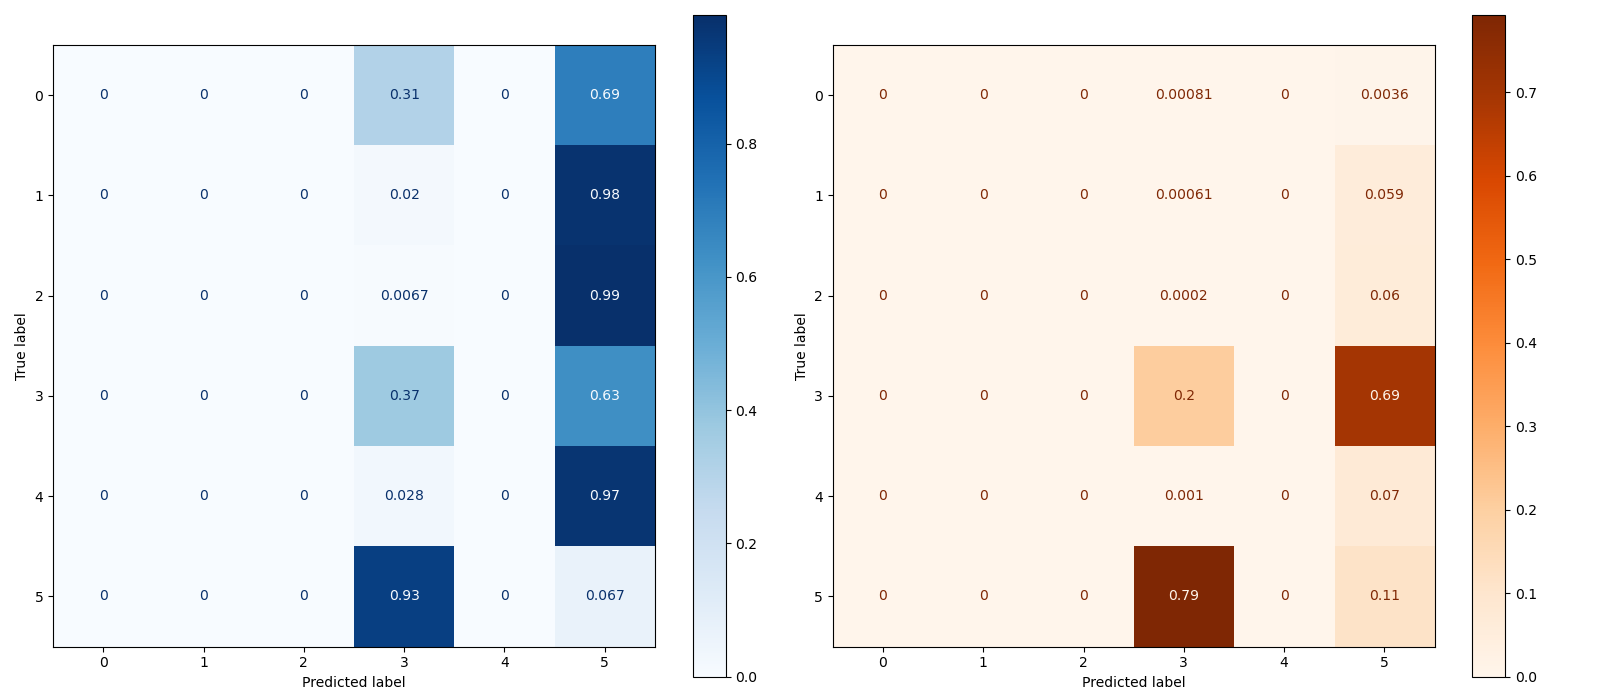 0 0 0 0 0.31 0 0.69
1 0 0 0 0.02 0 0.98
2 0 0 0 0.0067 0 0.99
3 0 0 0 0.37 0 0.63
4 0 0 0 0.028 0 0.97
5 0 0 0 0.93 0 0.067
0 1 2 3 4 5
True label
Predicted label
0.8
0.6
0.4
0.2
0.0
0 0 0 0 0.00081 0 0.0036
1 0 0 0 0.00061 0 0.059
2 0 0 0 0.0002 0 0.06
3 0 0 0 0.2 0 0.69
4 0 0 0 0.001 0 0.07
5 0 0 0 0.79 0 0.11
0 1 2 3 4 5
True label
Predicted label
0.7
0.6
0.5
0.4
0.3
0.2
0.1
0.0